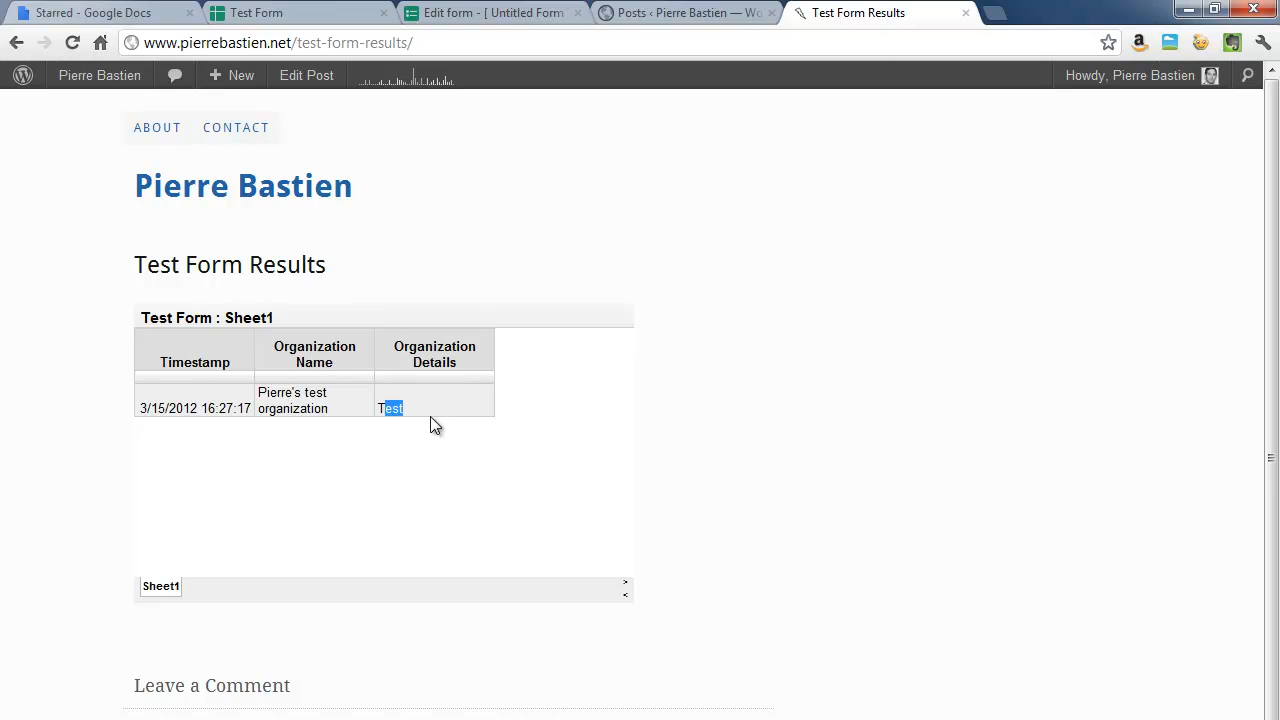 Starred - Google Docs
Test Form
Edit form - [ Untitled Form
Posts ‹ Pierre Bastien — Wo
Test Form Results
www.pierrebastien.net/test-form-results/
Pierre Bastien
New
Edit Post
Howdy, Pierre Bastien
ABOUT CONTACT
Pierre Bastien
Test Form Results
Test Form : Sheet1
Timestamp
Organization
Name
Organization
Details
3/15/2012 16:27:17
Pierre's test
organization
Test
Sheet1
>
<
Leave a Comment